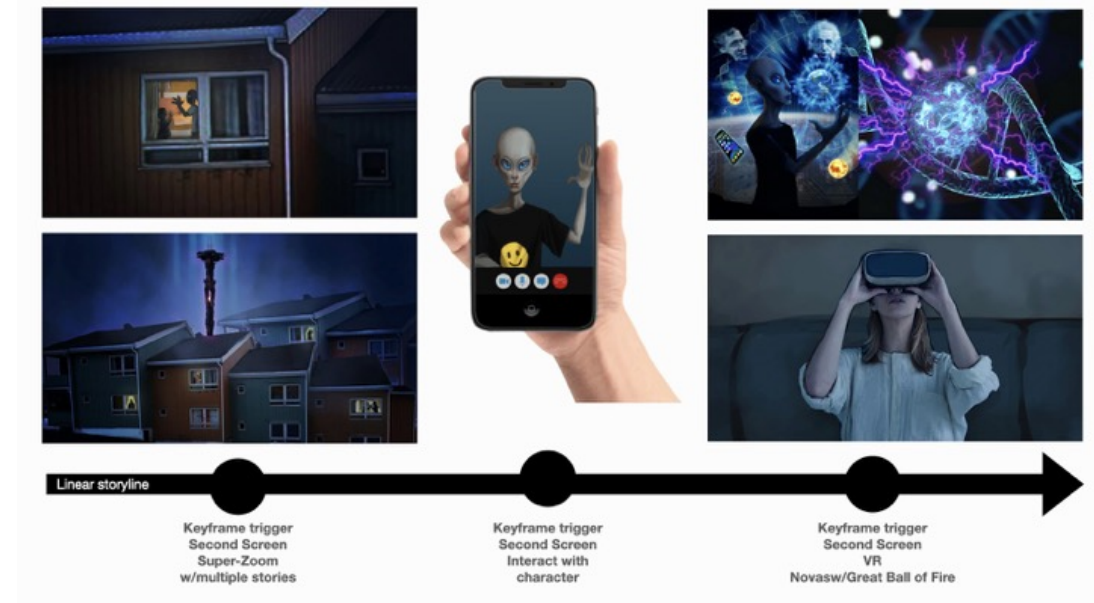 Linear storyline
Keyframe trigger
Second Screen
Super-Zoom
w/multiple stories
Keyframe trigger
Second Screen
Interact with
character
Keyframe trigger
Second Screen
VR
Novasw/Great Ball of Fire